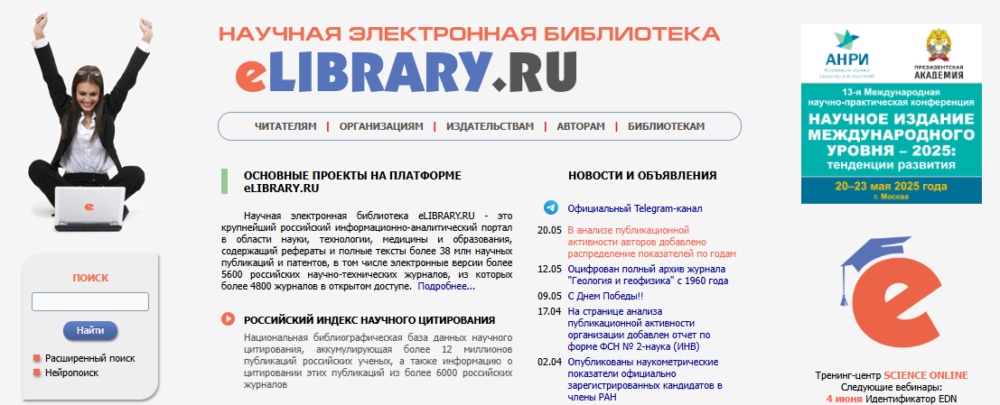 НАУЧНАЯ ЭЛЕКТРОННАЯ БИБЛИОТЕКА
eLIBRARY.RU
ЧИТАТЕЛЯМ | ОРГАНИЗАЦИЯМ | ИЗДАТЕЛЬСТВАМ | АВТОРАМ | БИБЛИОТЕКАМ
e
ПОИСК
Найти
Расширенный поиск
Нейропоиск
ОСНОВНЫЕ ПРОЕКТЫ НА ПЛАТФОРМЕ
eLIBRARY.RU
Научная электронная библиотека eLIBRARY.RU - это
крупнейший российский информационно-аналитический портал
в области науки, технологии, медицины и образования,
содержащий рефераты и полные тексты более 38 млн научных
публикаций и патентов, в том числе электронные версии более
5600 российских научно-технических журналов, из которых
более 4800 журналов в открытом доступе. Подробнее...
РОССИЙСКИЙ ИНДЕКС НАУЧНОГО ЦИТИРОВАНИЯ
Национальная библиографическая база данных научного
цитирования, аккумулирующая более 12 миллионов
публикаций российских ученых, а также информацию о
цитировании этих публикаций из более 6000 российских
журналов
НОВОСТИ И ОБЪЯВЛЕНИЯ
Официальный Telegram-канал
20.05 В анализе публикационной
активности авторов добавлено
распределение показателей по годам
12.05 Оцифрован полный архив журнала
"Геология и геофизика" с 1960 года
09.05 С Днем Победы!!
17.04 На странице анализа
публикационной активности
организации добавлен отчет по
форме ФСН № 2-наука (ИНВ)
02.04 Опубликованы наукометрические
показатели официально
зарегистрированных кандидатов в
члены РАН
АНРИ
Ассоциация научных
редакторов и издателей
ПРЕЗИДЕНТСКАЯ
АКАДЕМИЯ
13-я Международная
научно-практическая конференция
НАУЧНОЕ ИЗДАНИЕ
МЕЖДУНАРОДНОГО
УРОВНЯ – 2025:
тенденции развития
20–23 мая 2025 года
г. Москва
e
Тренинг-центр SCIENCE ONLINE
Следующие вебинары:
4 июня Идентификатор EDN